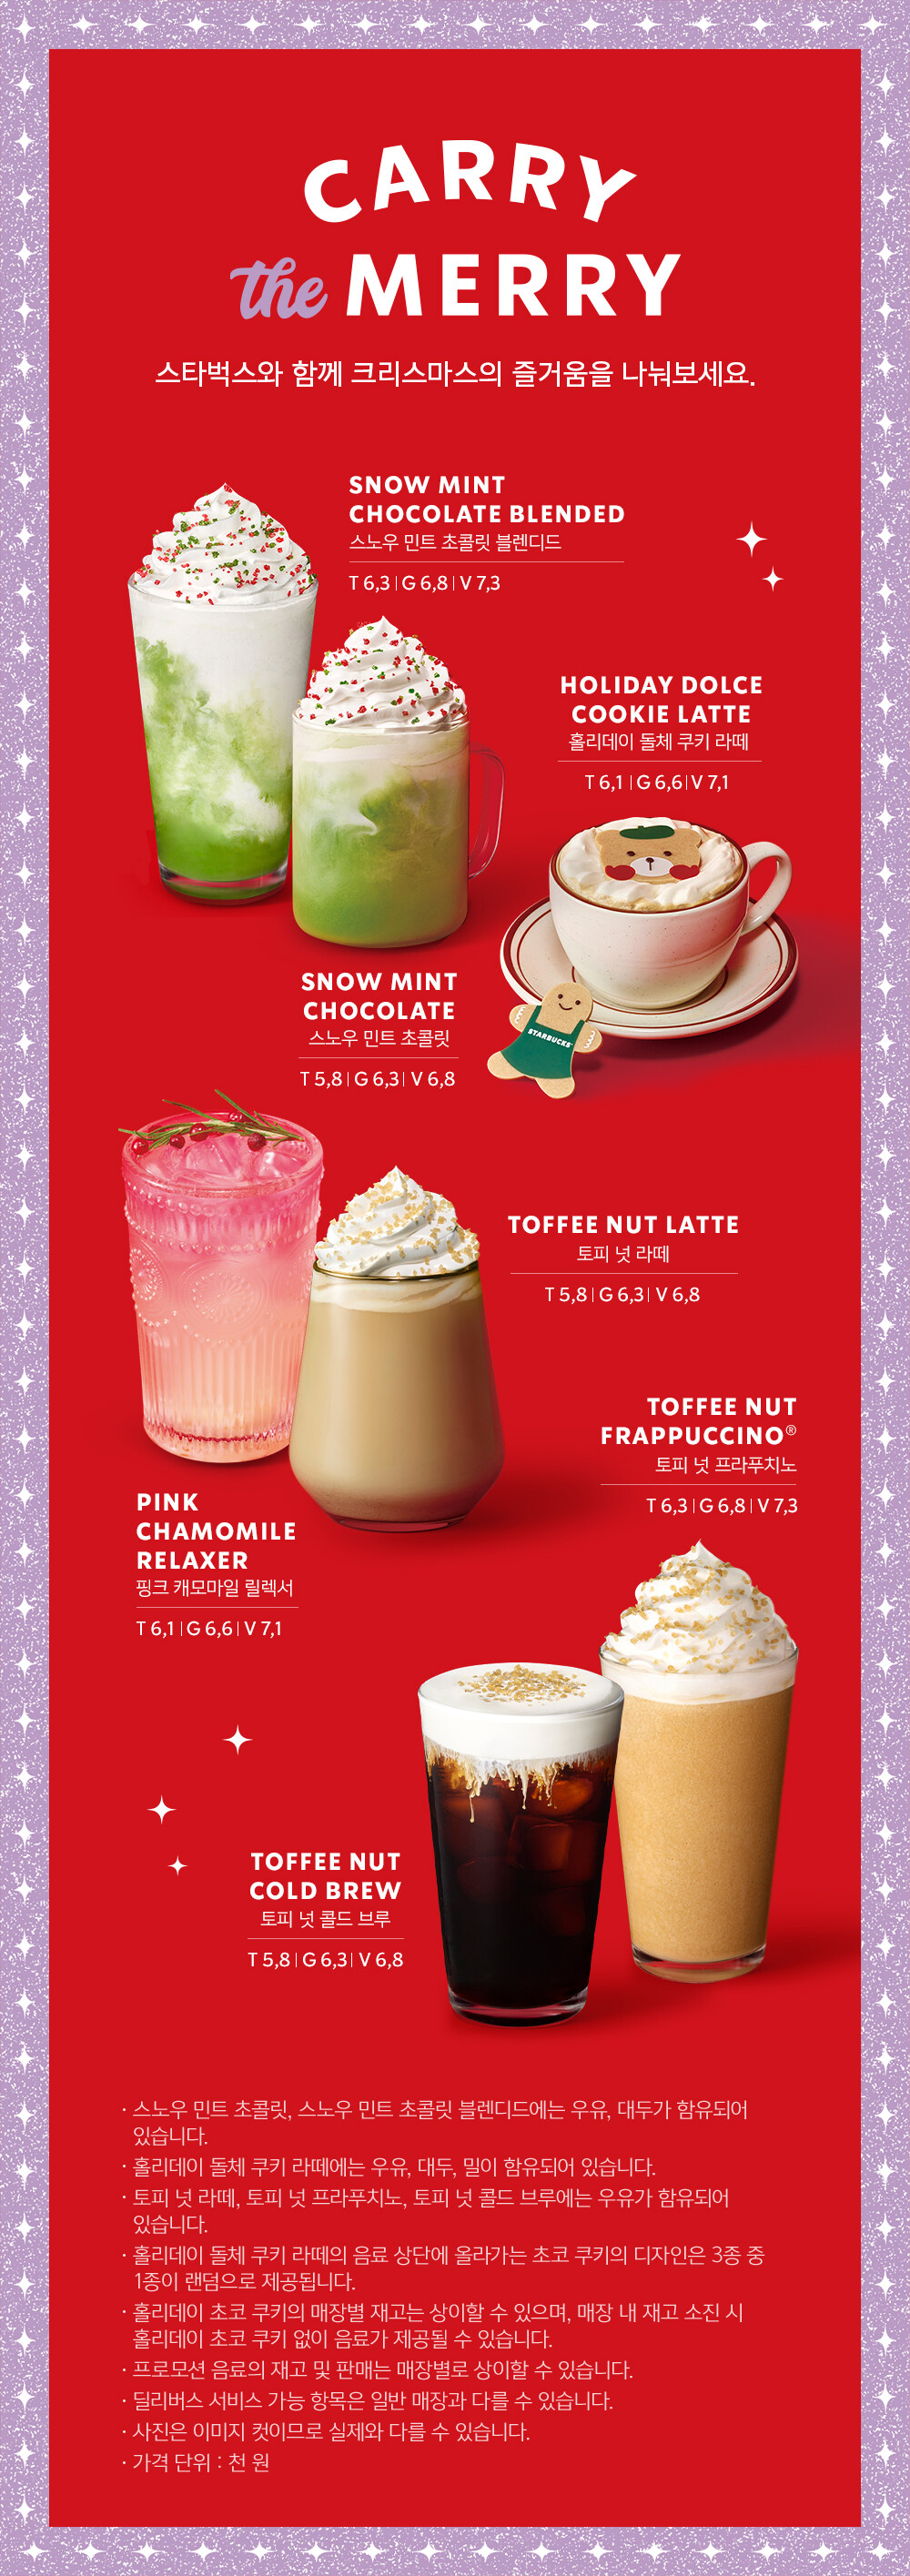 CARRY
the MERRY
스타벅스와 함께 크리스마스의 즐거움을 나눠보세요.
SNOW MINT
CHOCOLATE BLENDED
스노우 민트 초콜릿 블렌디드
T 6,3 | G 6,8 | V 7,3
HOLIDAY DOLCE
COOKIE LATTE
홀리데이 돌체 쿠키 라떼
T 6,1 | G 6,6 | V 7,1
STARBUCKS
SNOW MINT
CHOCOLATE
스노우 민트 초콜릿
T 5,8 | G 6,3 | V 6,8
TOFFEE NUT LATTE
토피 넛 라떼
T 5,8 | G 6,3 | V 6,8
TOFFEE NUT
FRAPPUCCINO®
토피 넛 프라푸치노
T 6,3 | G 6,8 | V 7,3
PINK
CHAMOMILE
RELAXER
핑크 캐모마일 릴렉서
T 6,1 | G 6,6 | V 7,1
TOFFEE NUT
COLD BREW
토피 넛 콜드 브루
T 5,8 | G 6,3 | V 6,8
· 스노우 민트 초콜릿, 스노우 민트 초콜릿 블렌디드에는 우유, 대두가 함유되어
있습니다.
· 홀리데이 돌체 쿠키 라떼에는 우유, 대두, 밀이 함유되어 있습니다.
· 토피 넛 라떼, 토피 넛 프라푸치노, 토피 넛 콜드 브루에는 우유가 함유되어
있습니다.
· 홀리데이 돌체 쿠키 라떼의 음료 상단에 올라가는 초코 쿠키의 디자인은 3종 중
1종이 랜덤으로 제공됩니다.
· 홀리데이 초코 쿠키의 매장별 재고는 상이할 수 있으며, 매장 내 재고 소진 시
홀리데이 초코 쿠키 없이 음료가 제공될 수 있습니다.
· 프로모션 음료의 재고 및 판매는 매장별로 상이할 수 있습니다.
· 딜리버스 서비스 가능 항목은 일반 매장과 다를 수 있습니다.
· 사진은 이미지 컷이므로 실제와 다를 수 있습니다.
· 가격 단위 : 천 원